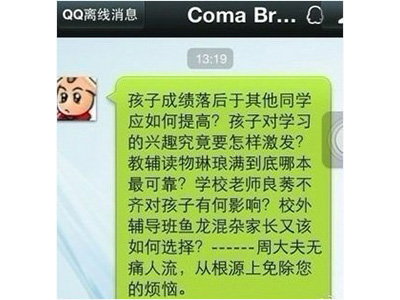 QQ离线消息
Coma Br...
13:19
孩子成绩落后于其他同学
应如何提高？孩子对学习
的兴趣究竟要怎样激发？
教辅读物琳琅满到底哪本
最可靠？学校老师良莠不
齐对孩子有何影响？校外
辅导班鱼龙混杂家长又该
如何选择？------周大夫无
痛人流，从根源上免除您
的烦恼。